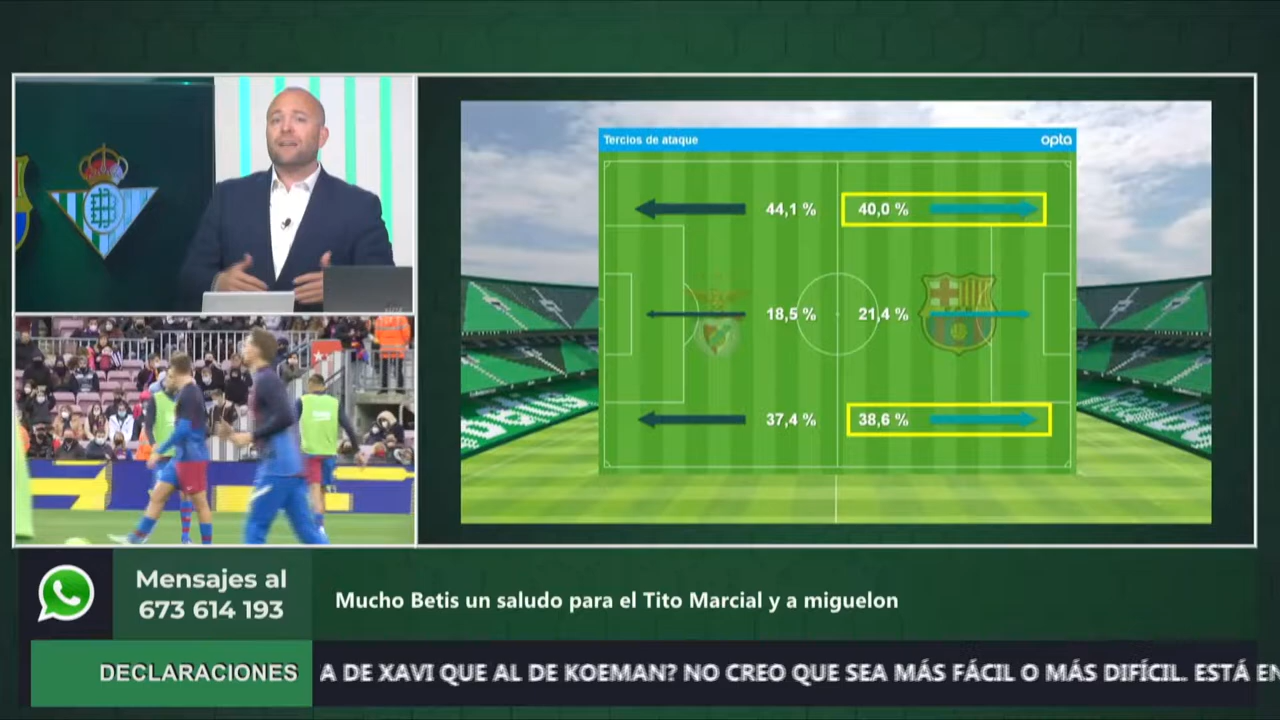 Tercios de ataque
opta
44,1 %
40,0 %
18,5 %
21,4 %
37,4 %
38,6 %
Mensajes al
673 614 193
Mucho Betis un saludo para el Tito Marcial y a miguelon
DECLARACIONES
A DE XAVI QUE AL DE KOEMAN? NO CREO QUE SEA MÁS FÁCIL O MÁS DIFÍCIL. ESTÁ EN